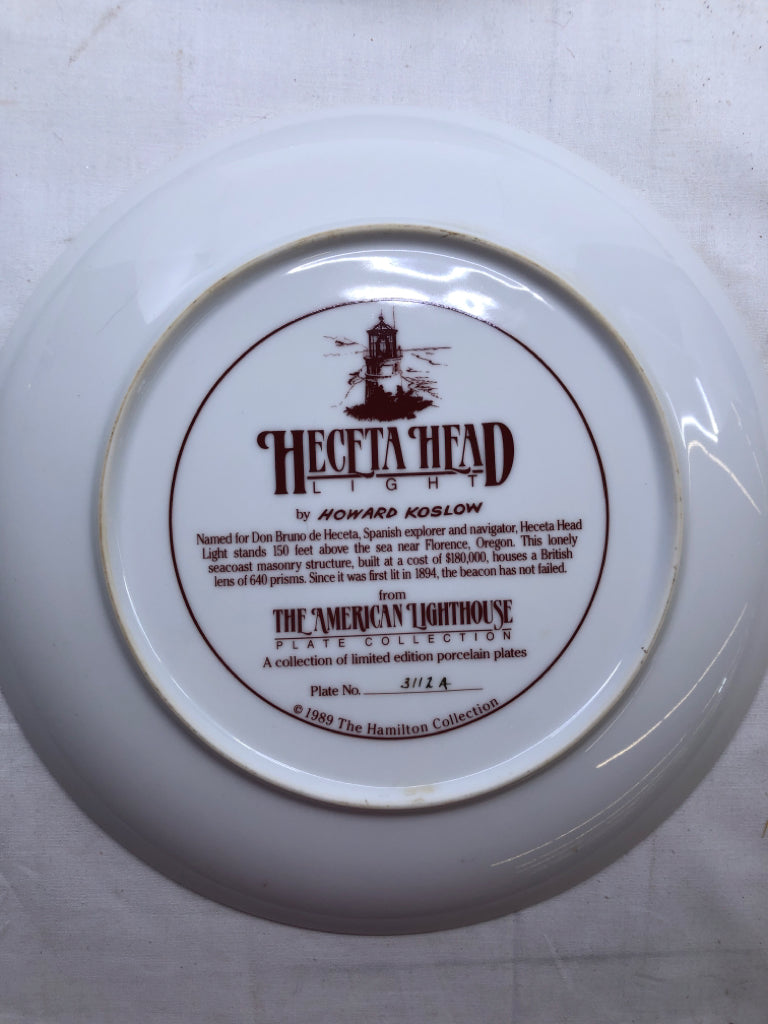 HECETA HEAD
LIGHT
by HOWARD KOSLOW
Named for Don Bruno de Heceta, Spanish explorer and navigator, Heceta Head
Light stands 150 feet above the sea near Florence, Oregon. This lonely
seacoast masonry structure, built at a cost of $180,000, houses a British
lens of 640 prisms. Since it was first lit in 1894, the beacon has not failed.
from
THE AMERICAN LIGHTHOUSE
PLATE COLLECTION
A collection of limited edition porcelain plates
Plate No. 3112 A
© 1989 The Hamilton Collection